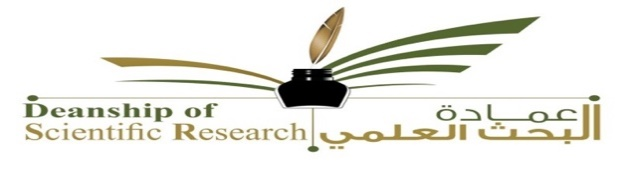 Deanship of
Scientific Research
عمادة
البحث العلمي